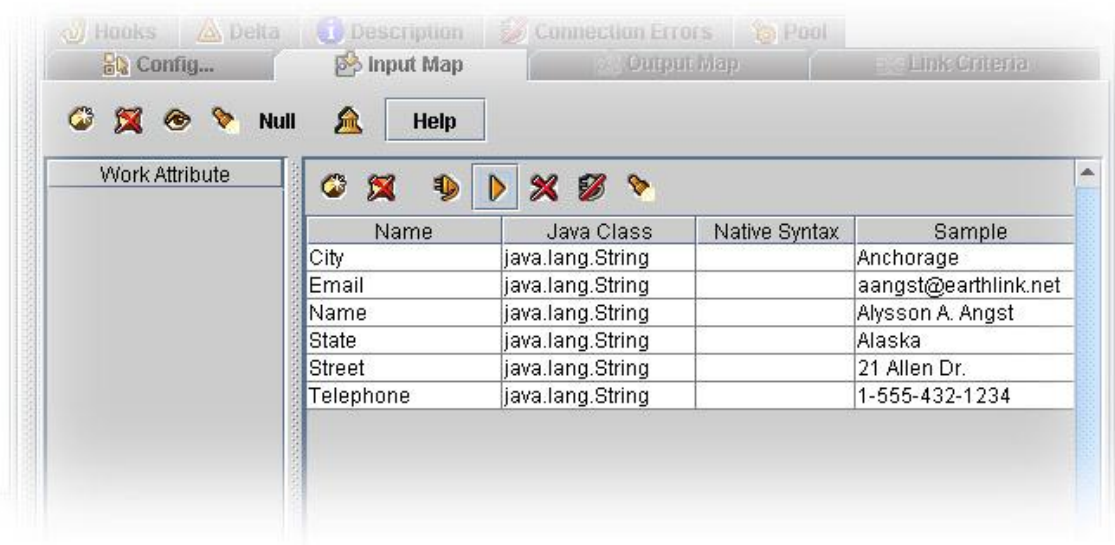 Hooks Delta Description Connection Errors Pool
Config... Input Map Output Map Link Criteria
Null Help
Work Attribute
Name Java Class Native Syntax Sample
City java.lang.String Anchorage
Email java.lang.String aangst@earthlink.net
Name java.lang.String Alysson A. Angst
State java.lang.String Alaska
Street java.lang.String 21 Allen Dr.
Telephone java.lang.String 1-555-432-1234